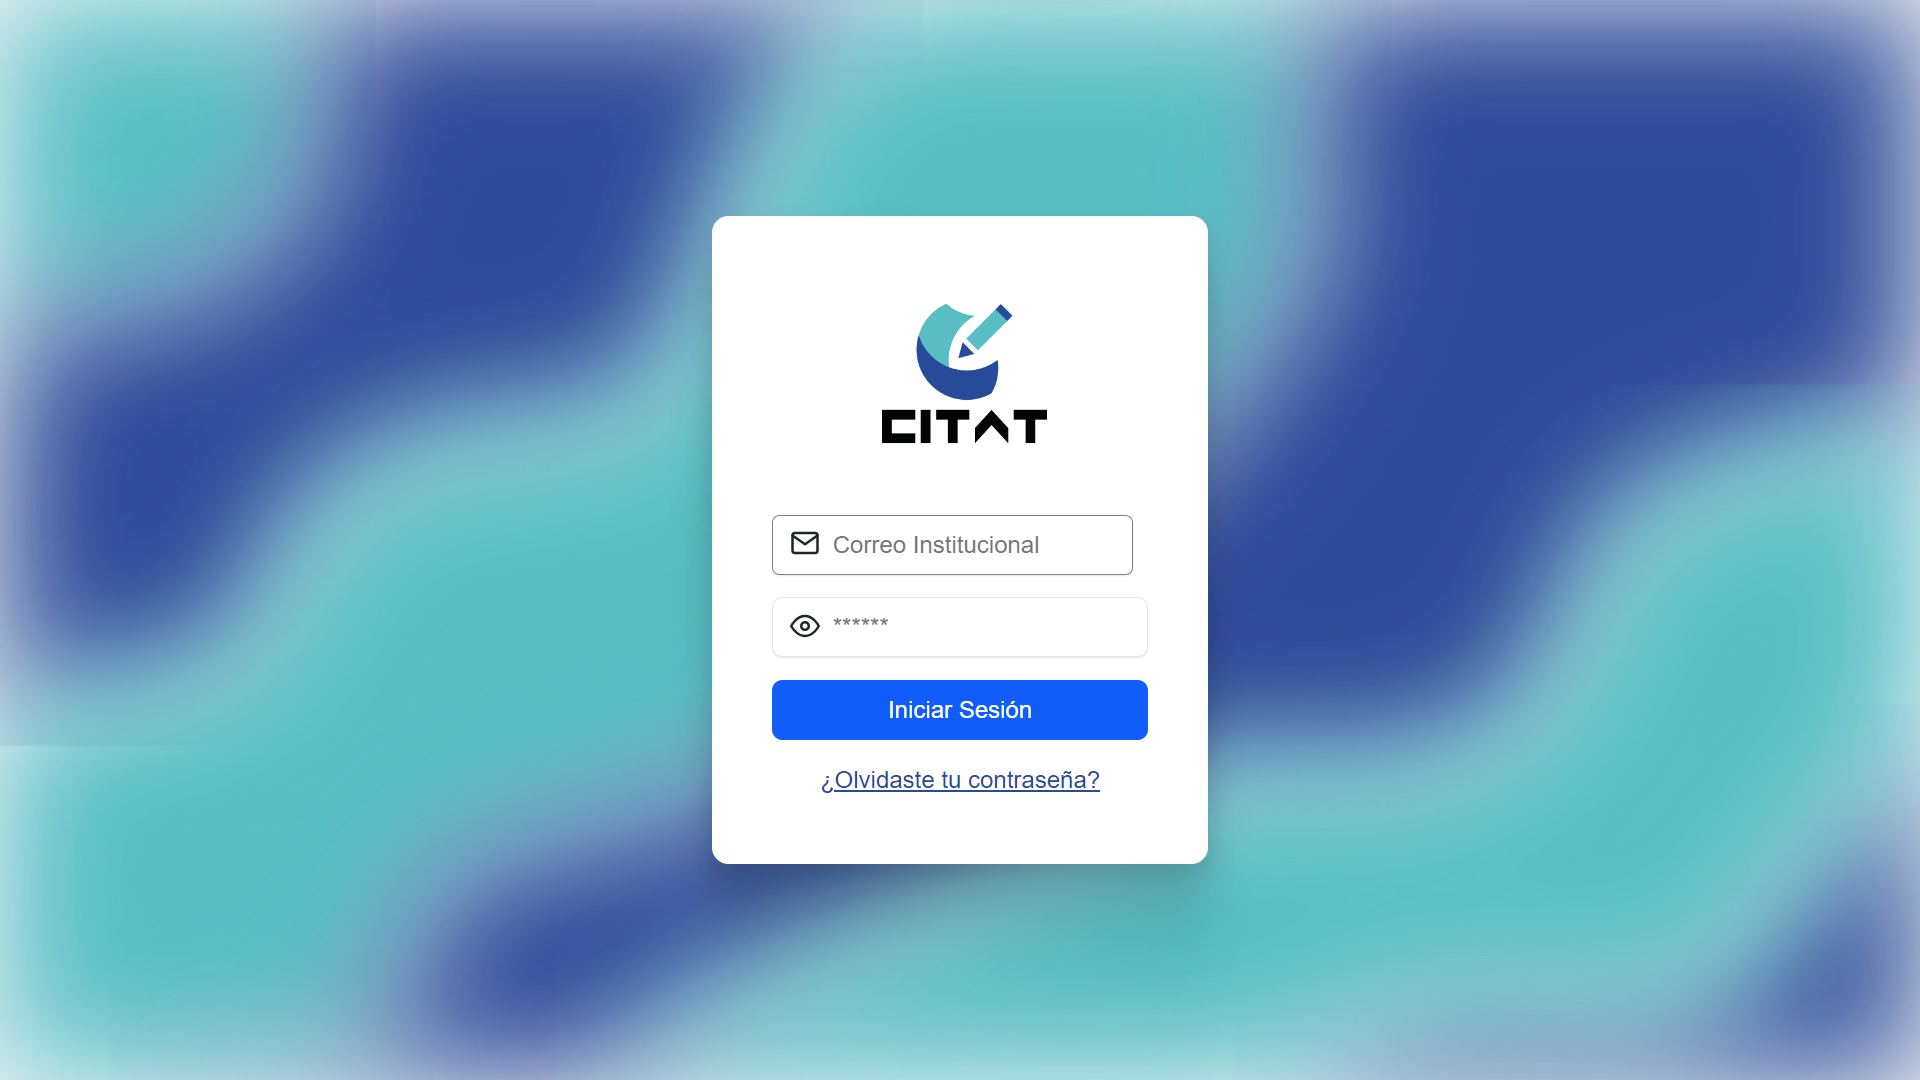 CITAT
Correo Institucional
******
Iniciar Sesión
¿Olvidaste tu contraseña?